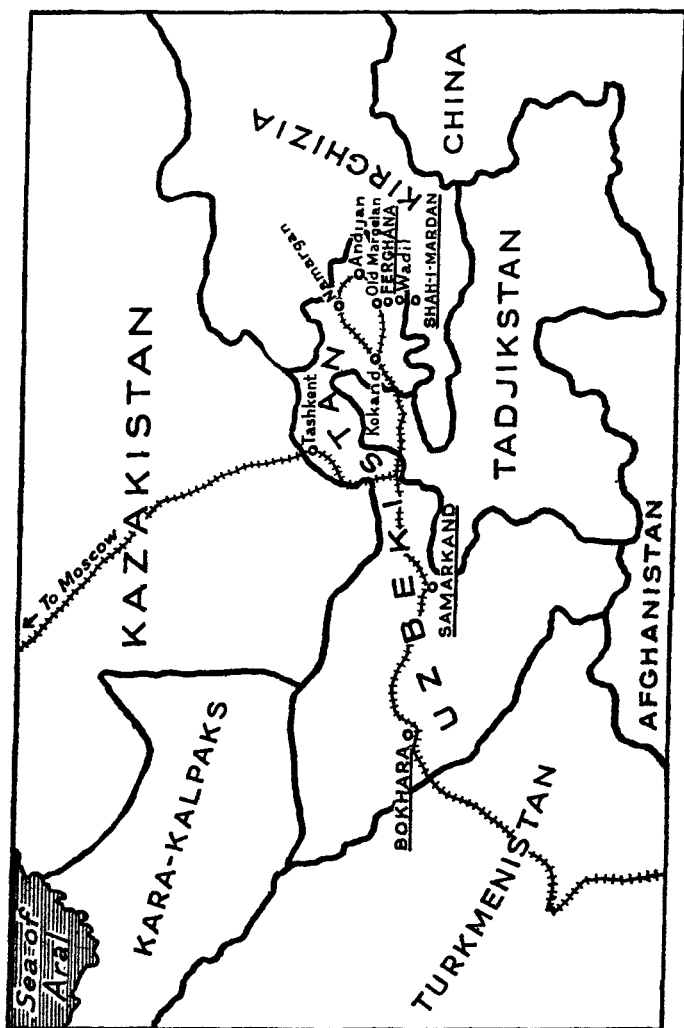 Sea of
Aral
KARA-KALPAKS
KAZAKISTAN
To Moscow
TURKMENISTAN
BOKHARA
UZBEKISTAN
SAMARKAND
Tashkent
Kokand
Namargan
Andijan
Old Margelan
FERGHANA
Wadil
SHAH-I-MARDAN
KIRGHIZIA
CHINA
TADJIKSTAN
AFGHANISTAN